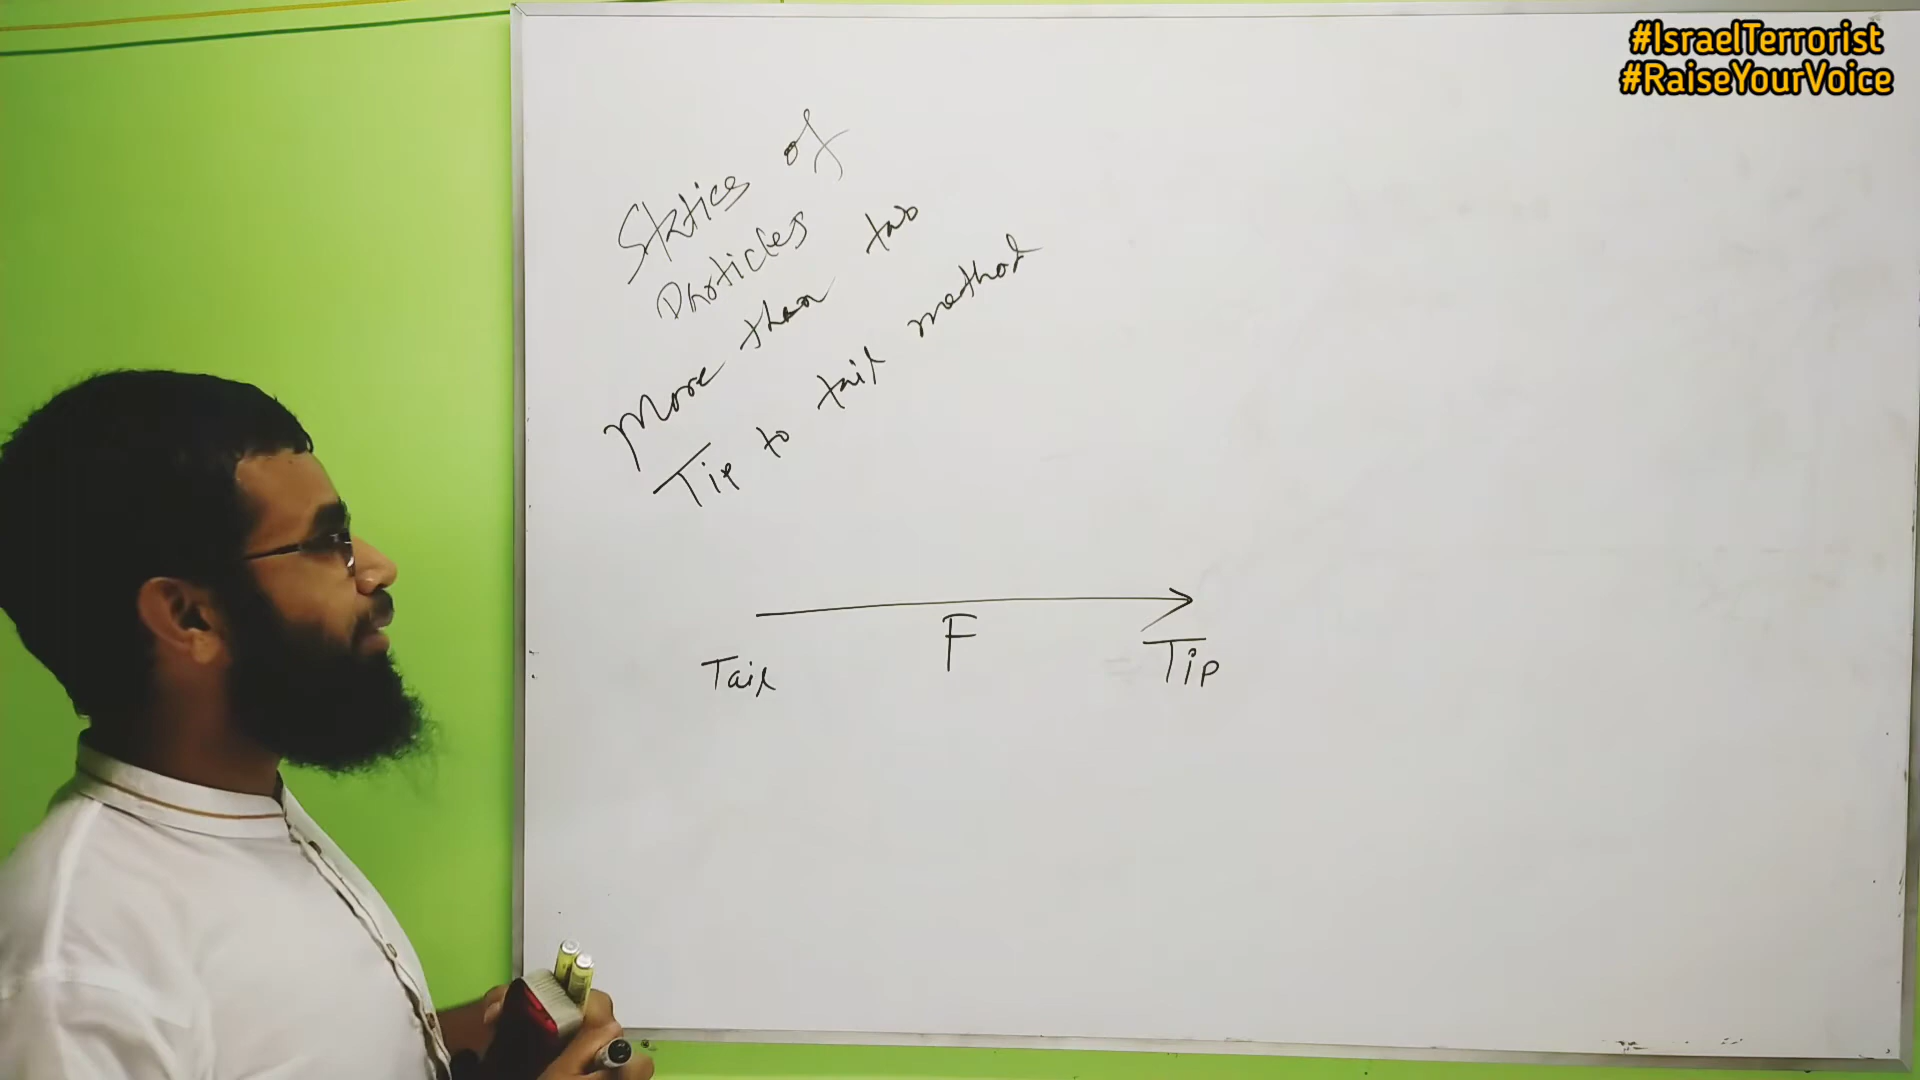 #IsraelTerrorist
#RaiseYourVoice
Statics of
Particles
More than two
Tip to tail method
F
Tail
Tip